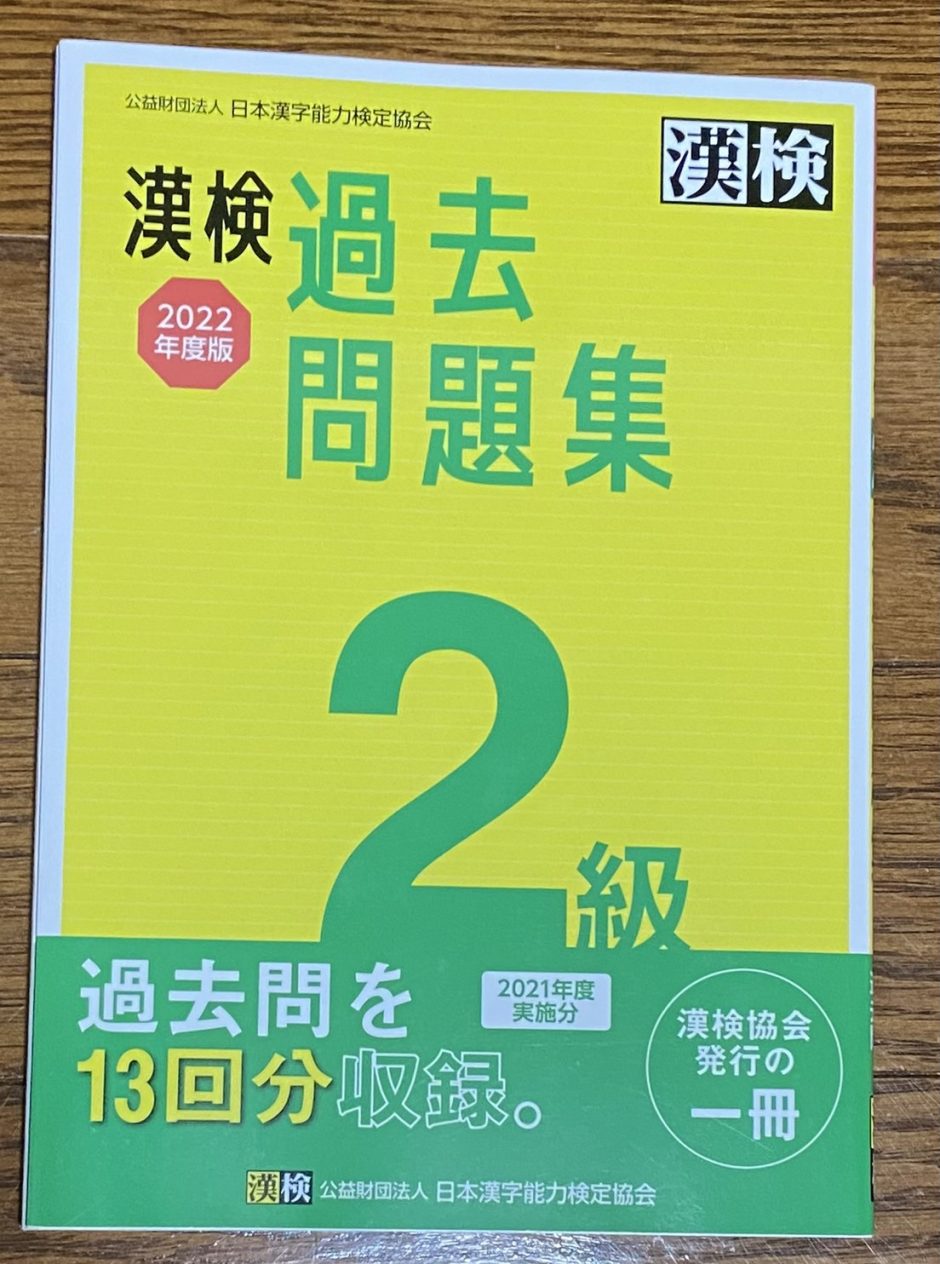 公益財団法人 日本漢字能力検定協会
漢検
漢検 過去
問題集
2022
年度版
2級
過去問を
13回分収録。
2021年度
実施分
漢検協会
発行の
一冊
漢検 公益財団法人 日本漢字能力検定協会